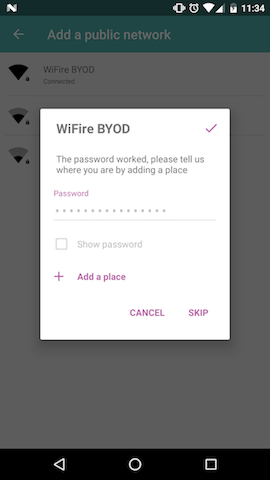 11:34
Add a public network
WiFire BYOD
Connected
WiFire BYOD
The password worked, please tell us
where you are by adding a place
Password
Show password
Add a place
CANCEL
SKIP